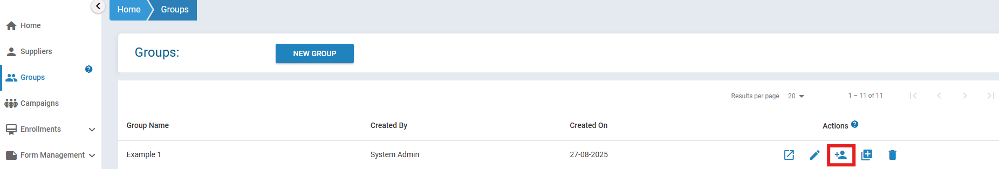 Home Groups
Home
Suppliers
Groups
Campaigns
Enrollments
Form Management
Groups:
NEW GROUP
Results per page 20 1 – 11 of 11
Group Name Created By Created On Actions
Example 1 System Admin 27-08-2025